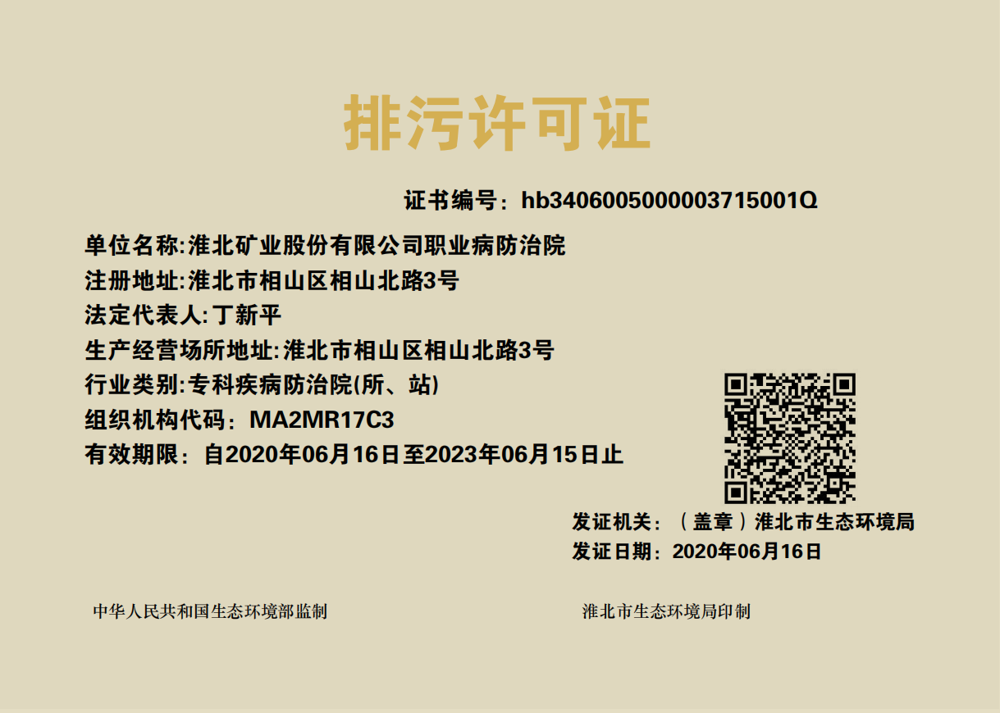 排污许可证
证书编号：hb3406005000003715001Q
单位名称:淮北矿业股份有限公司职业病防治院
注册地址:淮北市相山区相山北路3号
法定代表人:丁新平
生产经营场所地址:淮北市相山区相山北路3号
行业类别:专科疾病防治院(所、站)
组织机构代码：MA2MR17C3
有效期限：自2020年06月16日至2023年06月15日止
发证机关：（盖章）淮北市生态环境局
发证日期：2020年06月16日
中华人民共和国生态环境部监制
淮北市生态环境局印制